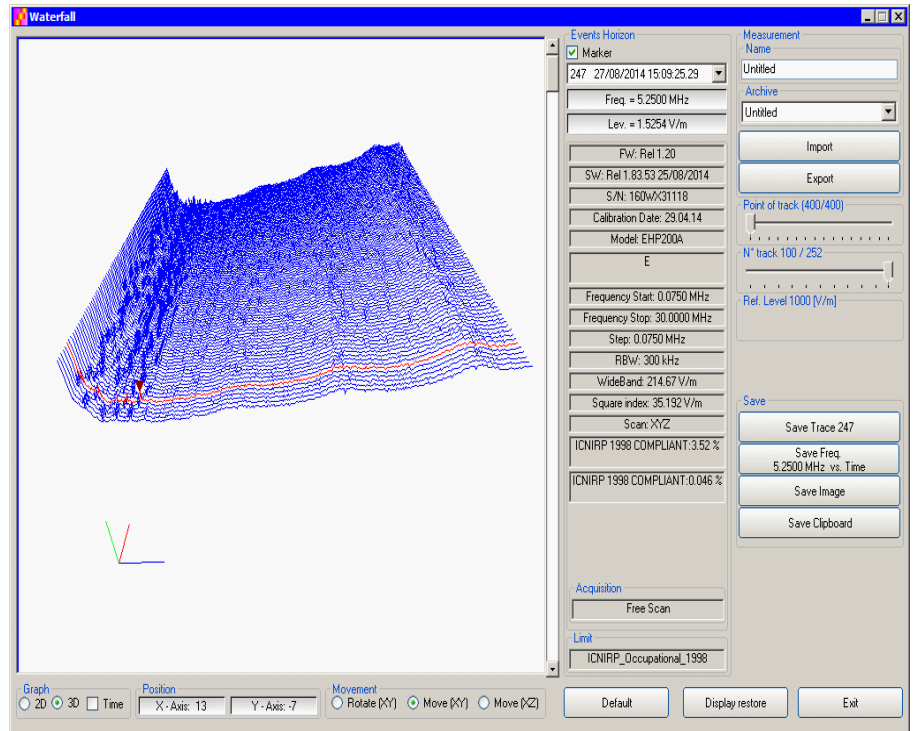 Waterfall
Events Horizon
Marker
247 27/08/2014 15:09:25.29
Freq. = 5.2500 MHz
Lev. = 1.5254 V/m
FW: Rel 1.20
SW: Rel 1.83.53 25/08/2014
S/N: 160WX31118
Calibration Date: 29.04.14
Model: EHP200A
E
Frequency Start: 0.0750 MHz
Frequency Stop: 30.0000 MHz
Step: 0.0750 MHz
RBW: 300 kHz
WideBand: 214.67 V/m
Square index: 35.192 V/m
Scan: XYZ
ICNIRP 1998 COMPLIANT:3.52 %
ICNIRP 1998 COMPLIANT:0.046 %
Acquisition
Free Scan
Limit
ICNIRP_Occupational_1998
Measurement
Name
Untitled
Archive
Untitled
Import
Export
Point of track (400/400)
N° track 100 / 252
Ref. Level 1000 [V/m]
Save
Save Trace 247
Save Freq.
5.2500 MHz vs. Time
Save Image
Save Clipboard
Graph
2D 3D Time
Position
X - Axis: 13 Y - Axis: -7
Movement
Rotate (XY) Move (XY) Move (XZ)
Default Display restore Exit